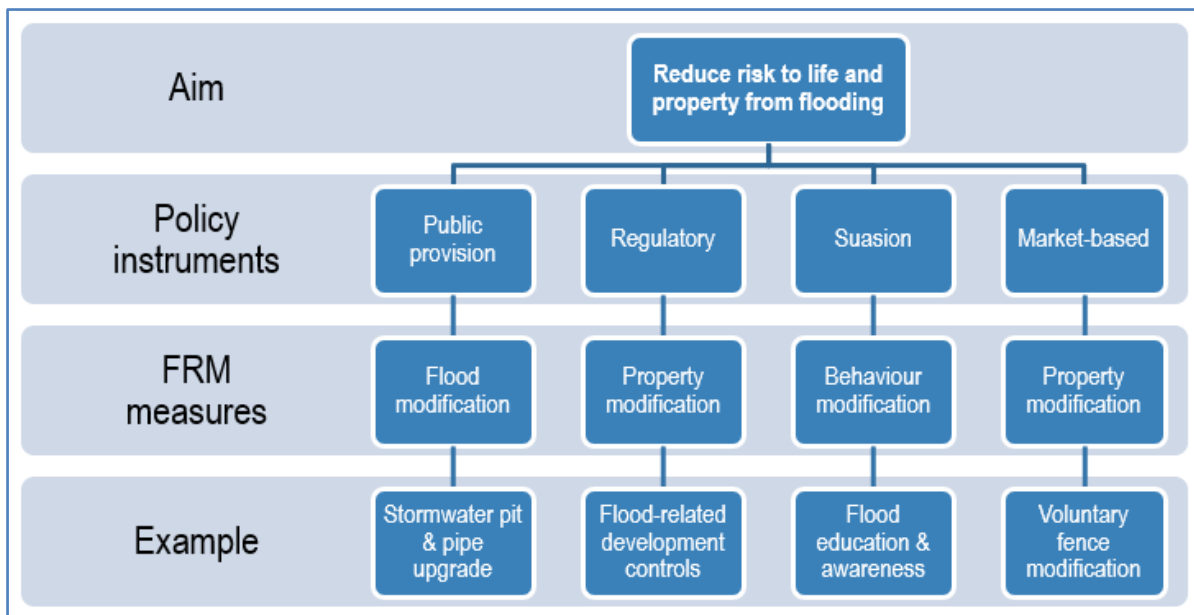 Aim
Reduce risk to life and
property from flooding
Policy
instruments
Public
provision
Regulatory
Suasion
Market-based
FRM
measures
Flood
modification
Property
modification
Behaviour
modification
Property
modification
Example
Stormwater pit
& pipe
upgrade
Flood-related
development
controls
Flood
education &
awareness
Voluntary
fence
modification